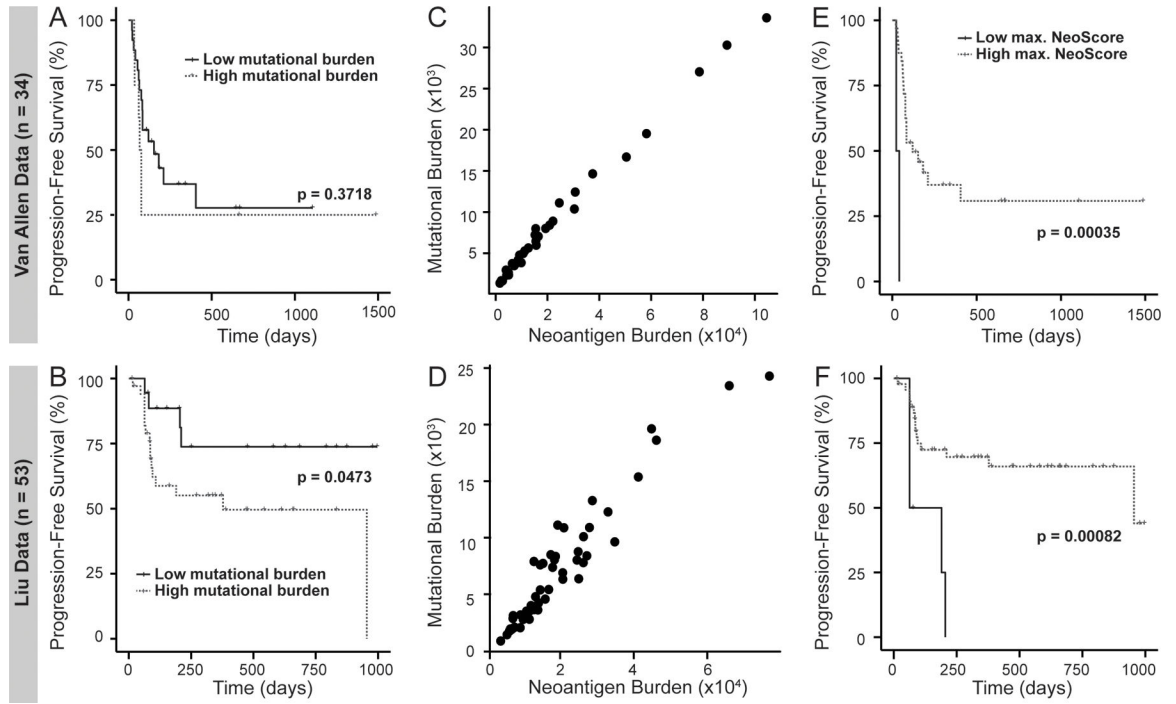 Van Allen Data (n = 34)
A
Progression-Free Survival (%)
100
75
50
25
0
Low mutational burden
High mutational burden
p = 0.3718
0
500
1000
1500
Time (days)
C
Mutational Burden (x10³)
30
20
15
10
5
0
2
4
6
8
10
Neoantigen Burden (x10⁴)
E
Progression-Free Survival (%)
100
75
50
25
0
Low max. NeoScore
High max. NeoScore
p = 0.00035
0
500
1000
1500
Time (days)
Liu Data (n = 53)
B
Progression-Free Survival (%)
100
75
50
25
0
p = 0.0473
Low mutational burden
High mutational burden
0
250
500
750
1000
Time (days)
D
Mutational Burden (x10³)
25
20
15
10
5
0
0
2
4
6
Neoantigen Burden (x10⁴)
F
Progression-Free Survival (%)
100
75
50
25
0
p = 0.00082
0
250
500
750
1000
Time (days)